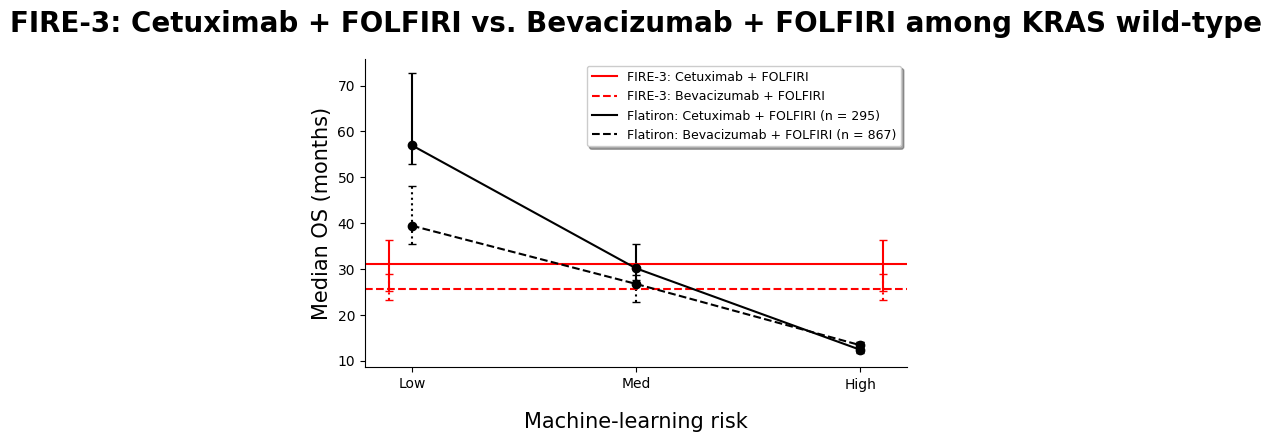 FIRE-3: Cetuximab + FOLFIRI vs. Bevacizumab + FOLFIRI among KRAS wild-type
FIRE-3: Cetuximab + FOLFIRI
FIRE-3: Bevacizumab + FOLFIRI
Flatiron: Cetuximab + FOLFIRI (n = 295)
Flatiron: Bevacizumab + FOLFIRI (n = 867)
Median OS (months)
70
60
50
40
30
20
10
Low Med High
Machine-learning risk